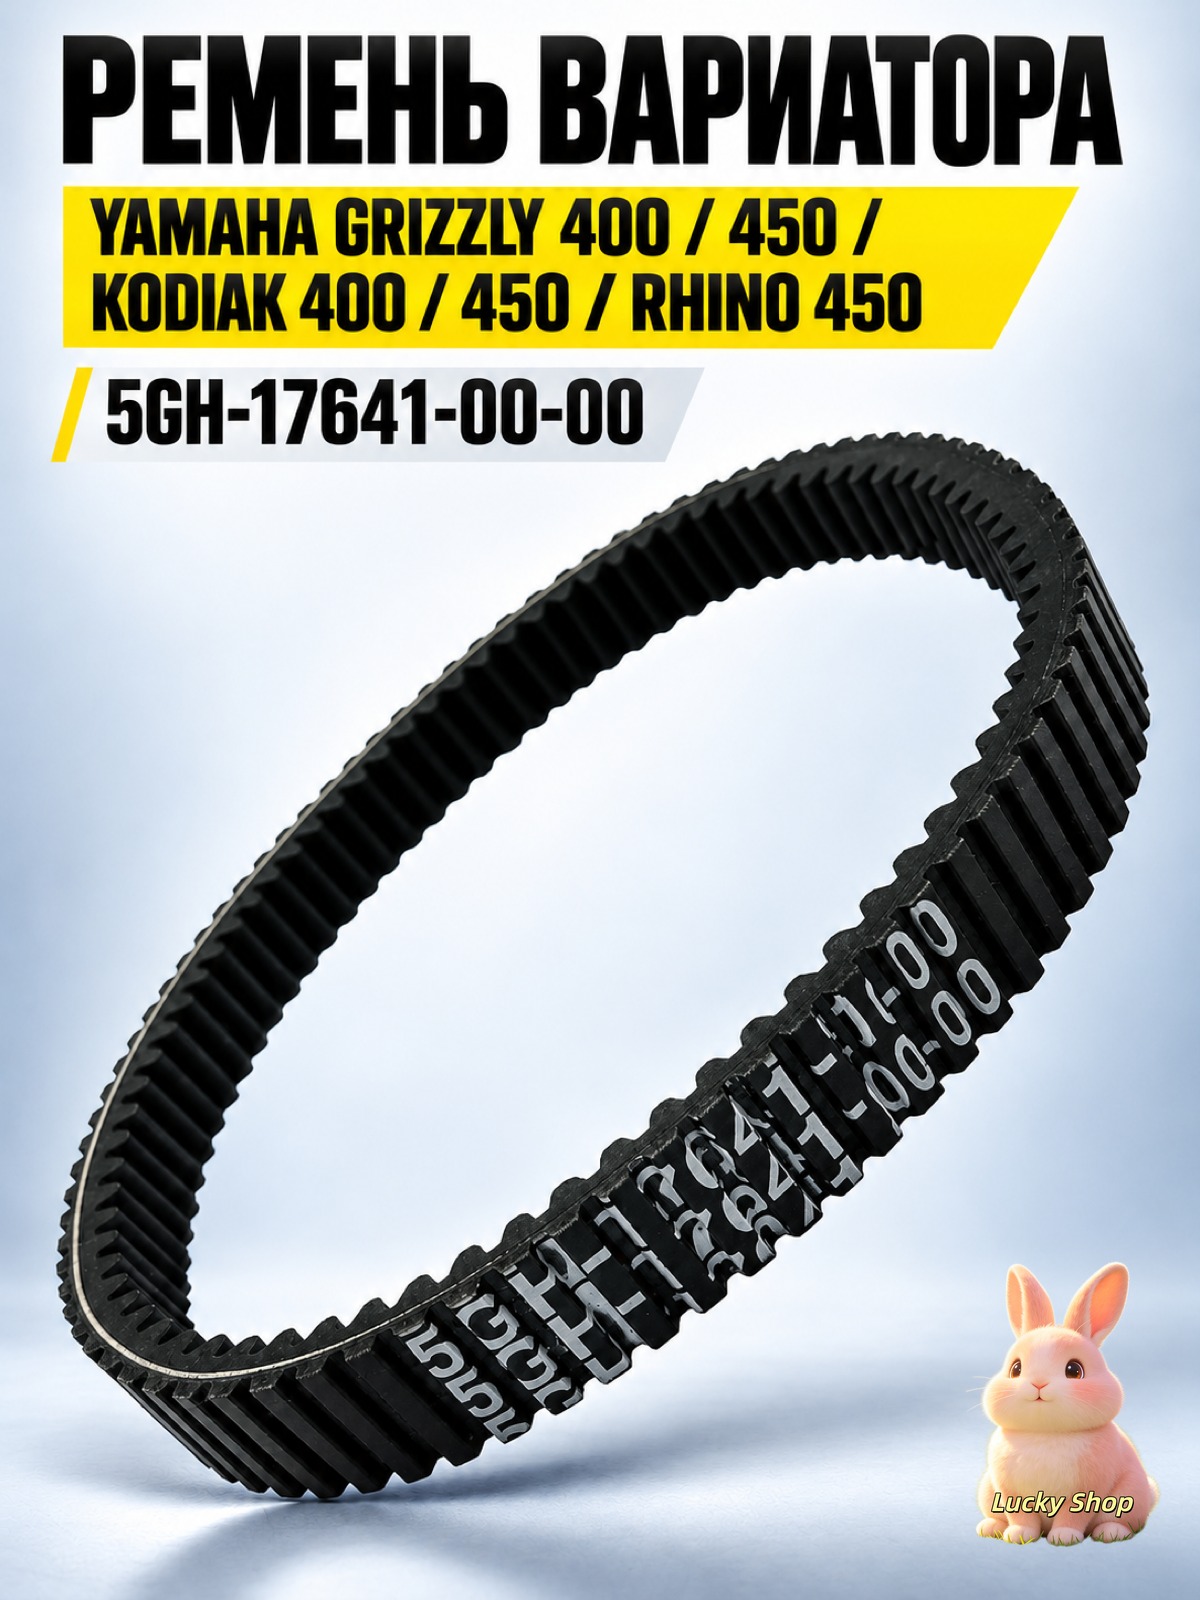 РЕМЕНЬ ВАРИАТОРА
YAMAHA GRIZZLY 400 / 450 /
KODIAK 400 / 450 / RHINO 450
5GH-17641-00-00
Lucky Shop